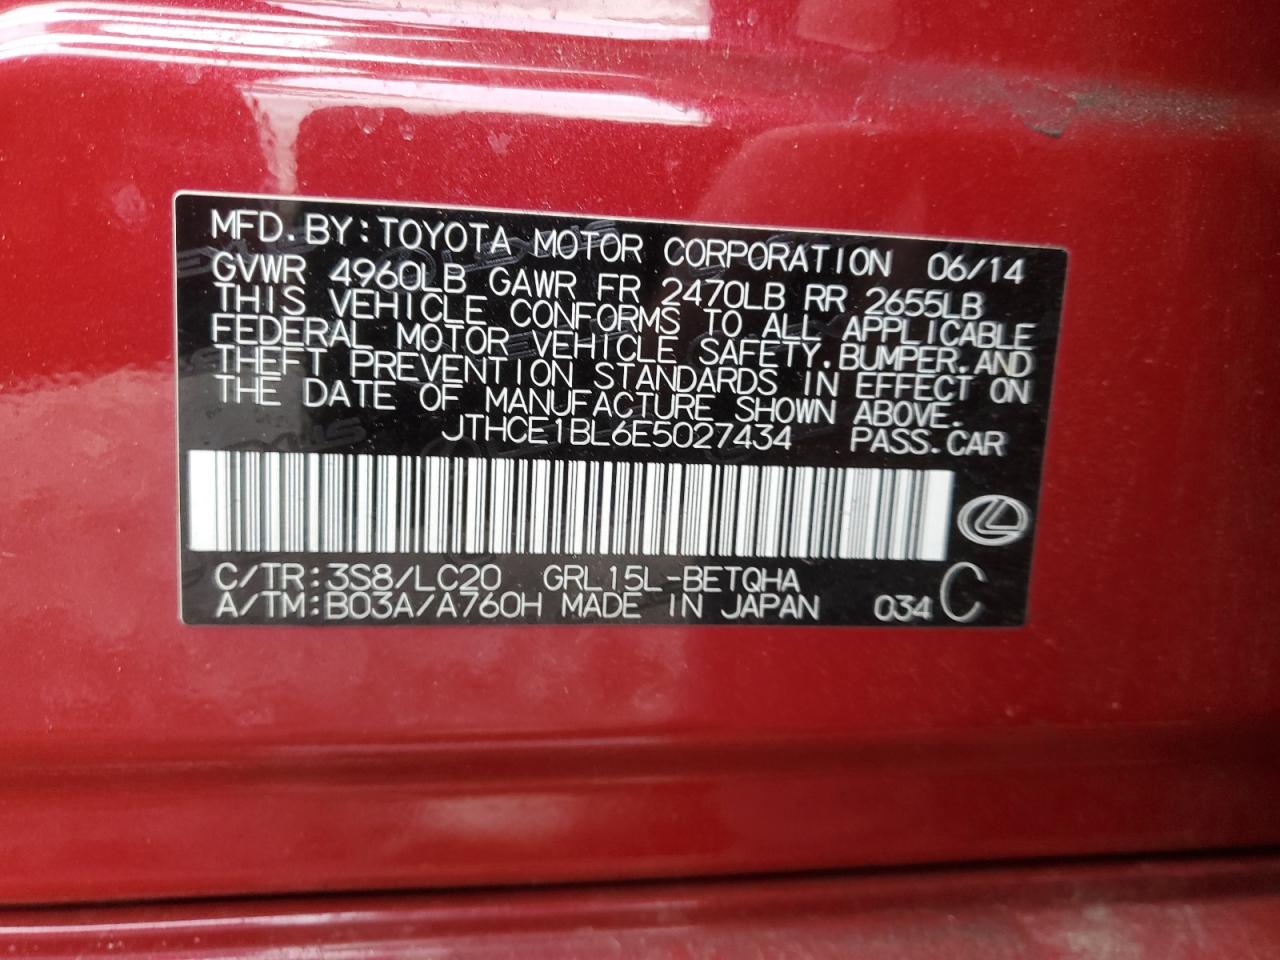 MFD.BY:TOYOTA MOTOR CORPORATION 06/14
GVWR 4960LB GAWR FR 2470LB RR 2655LB
THIS VEHICLE CONFORMS TO ALL APPLICABLE
FEDERAL MOTOR VEHICLE SAFETY,BUMPER,AND
THEFT PREVENTION STANDARDS IN EFFECT ON
THE DATE OF MANUFACTURE SHOWN ABOVE.
JTHCE1BL6E5027434 PASS.CAR
C/TR:3S8/LC20 GRL15L-BETQHA
A/TM:B03A/A760H MADE IN JAPAN 034 C